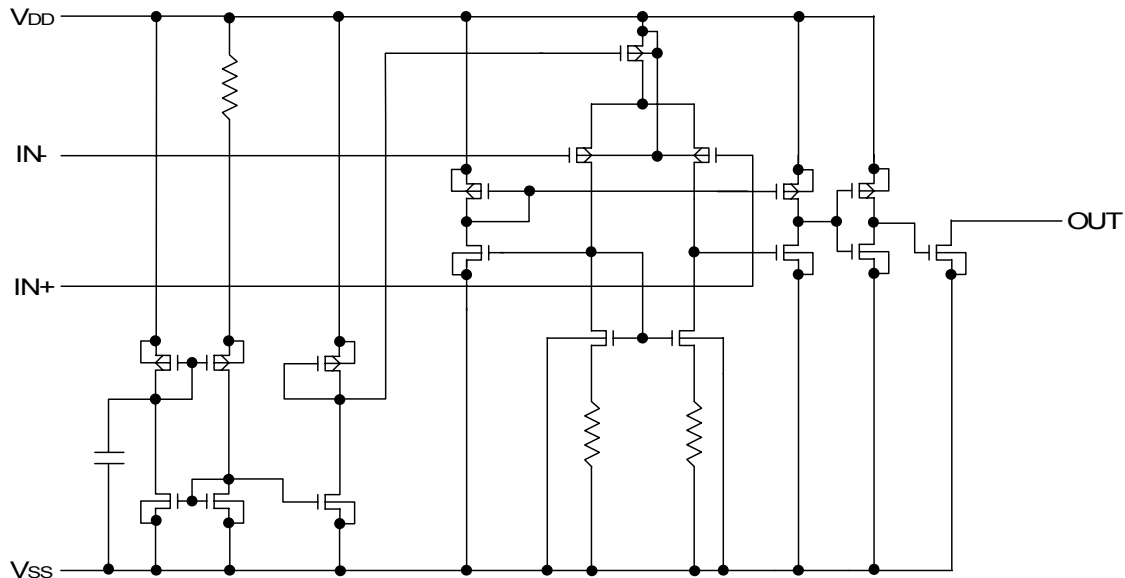 VDD
IN-
OUT
IN+
VSS